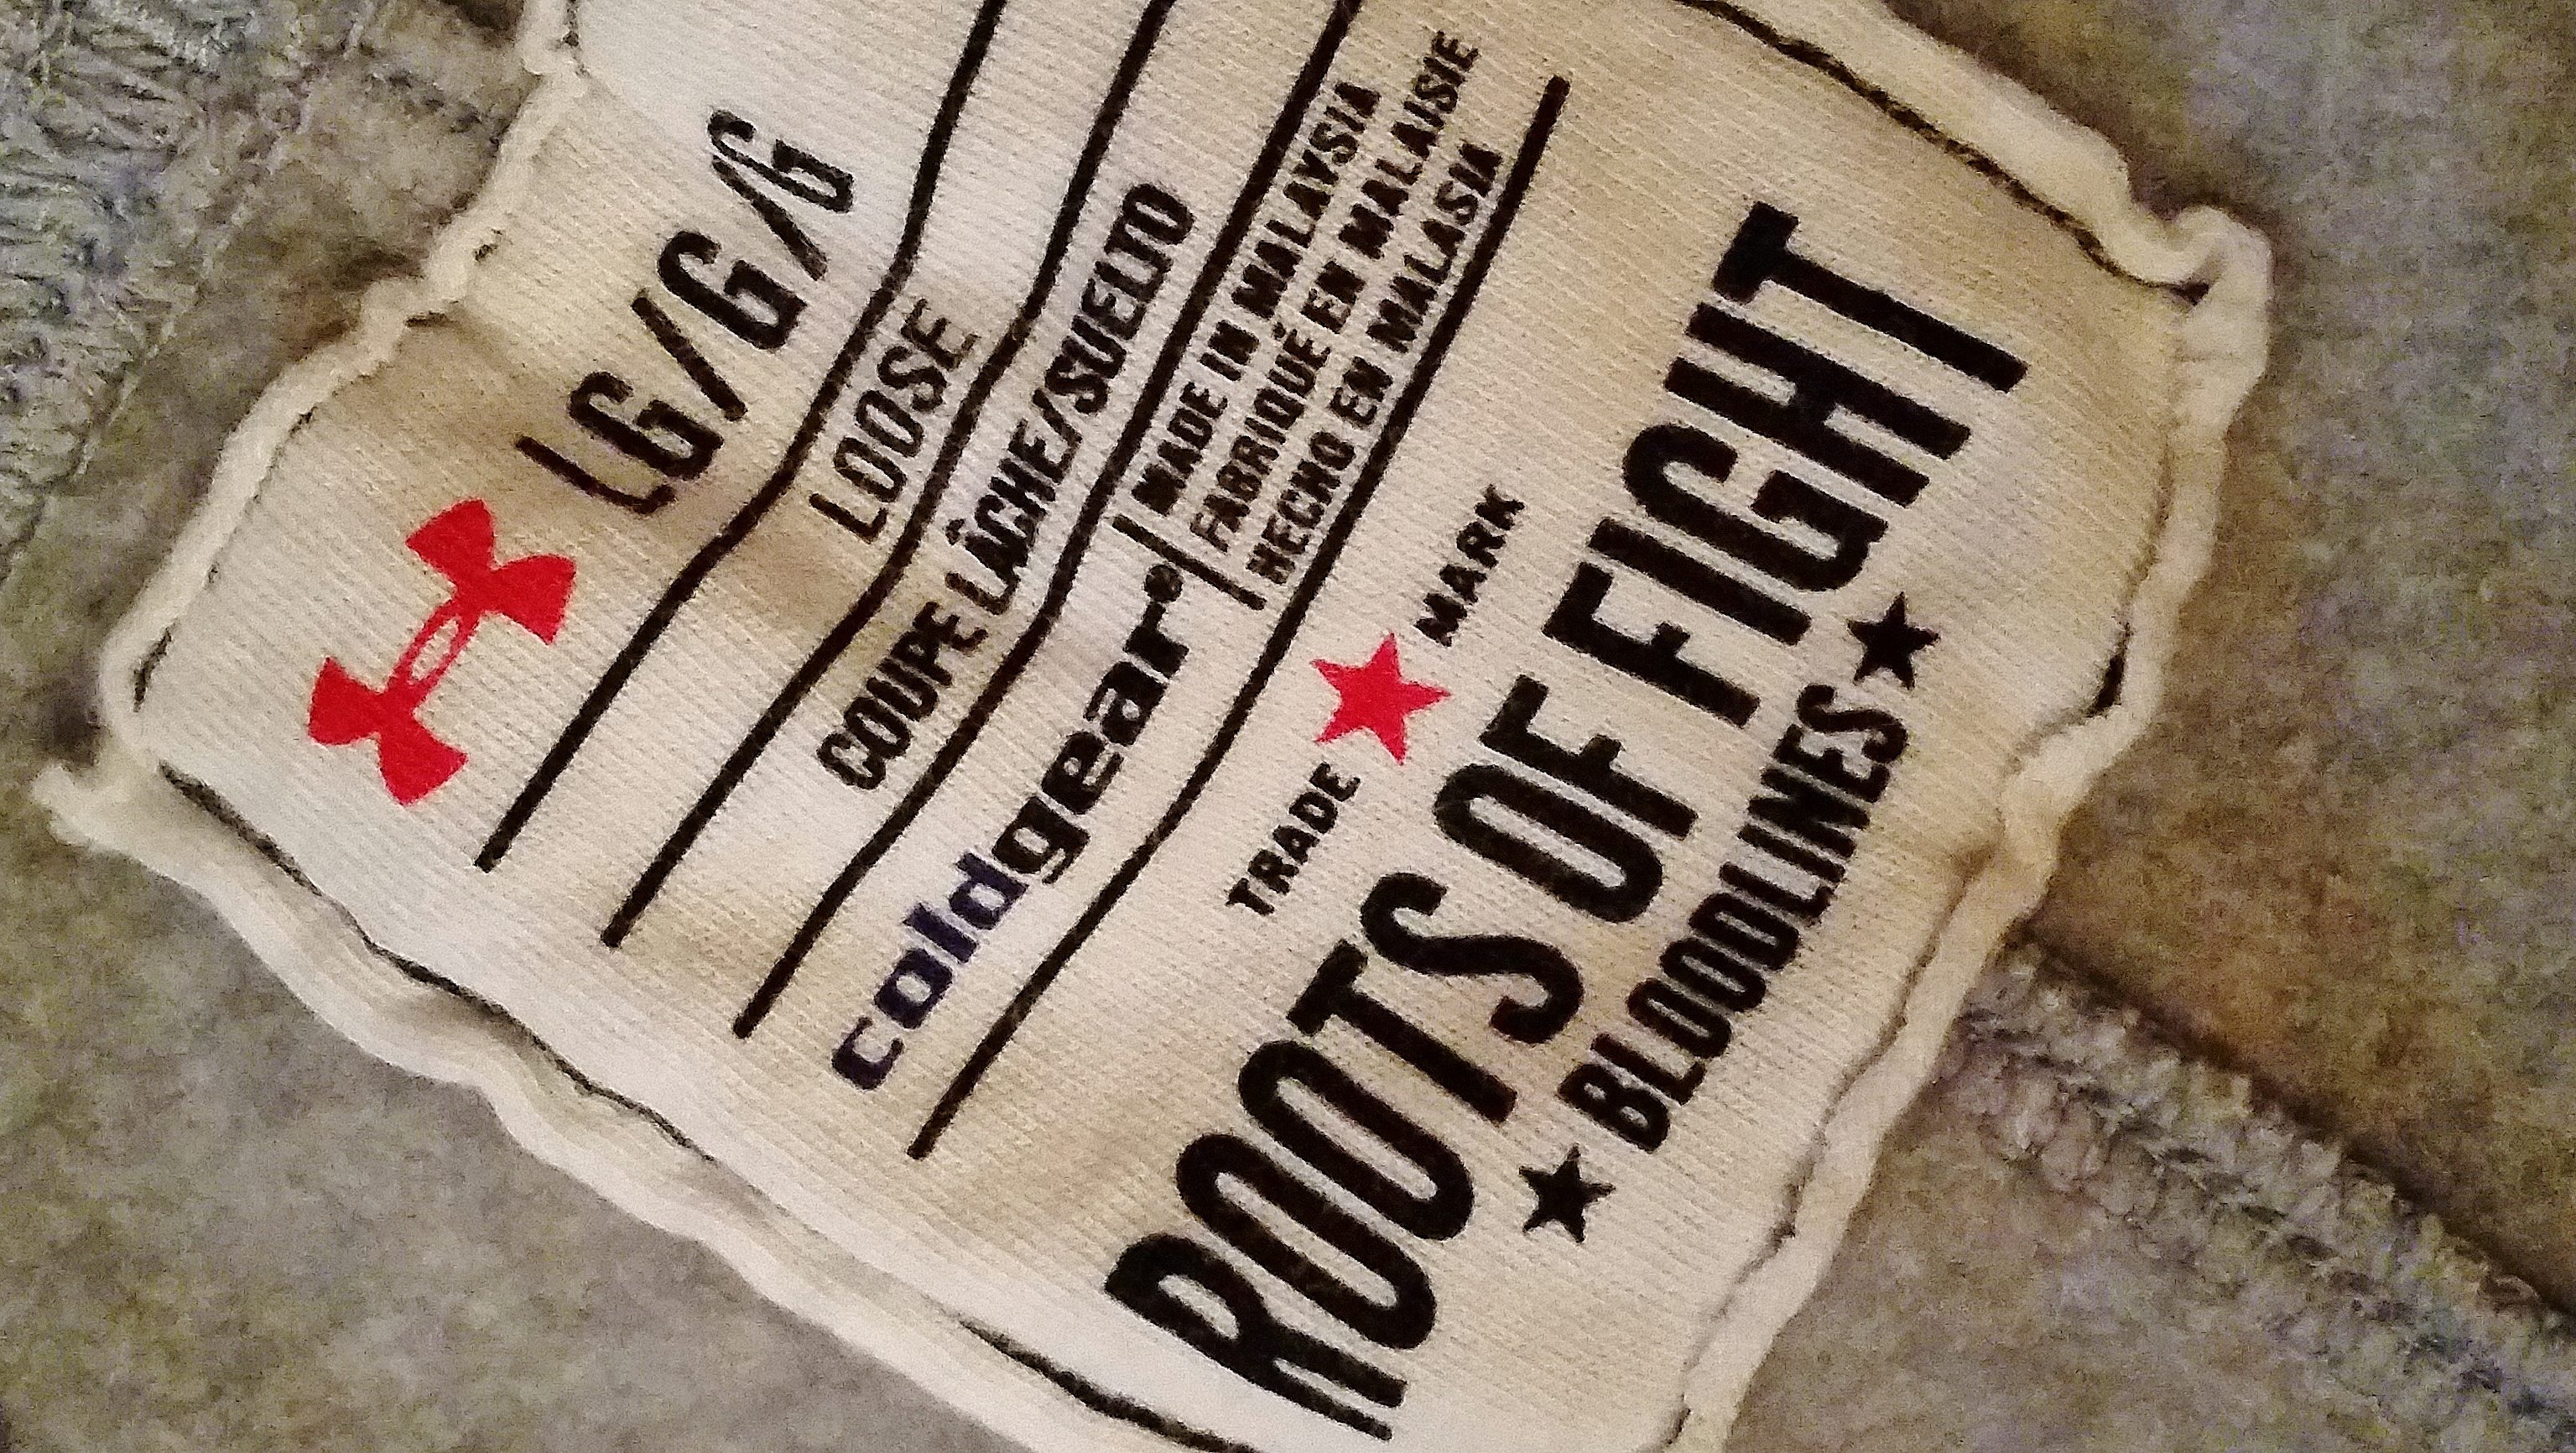 LG/G/G
LOOSE
COUPE LÂCHE/SUELTO
coldgear®
MADE IN MALAYSIA
FABRIQUÉ EN MALAISIE
HECHO EN MALASIA
TRADE ★ MARK
ROOTS OF FIGHT
★ BLOODLINES ★